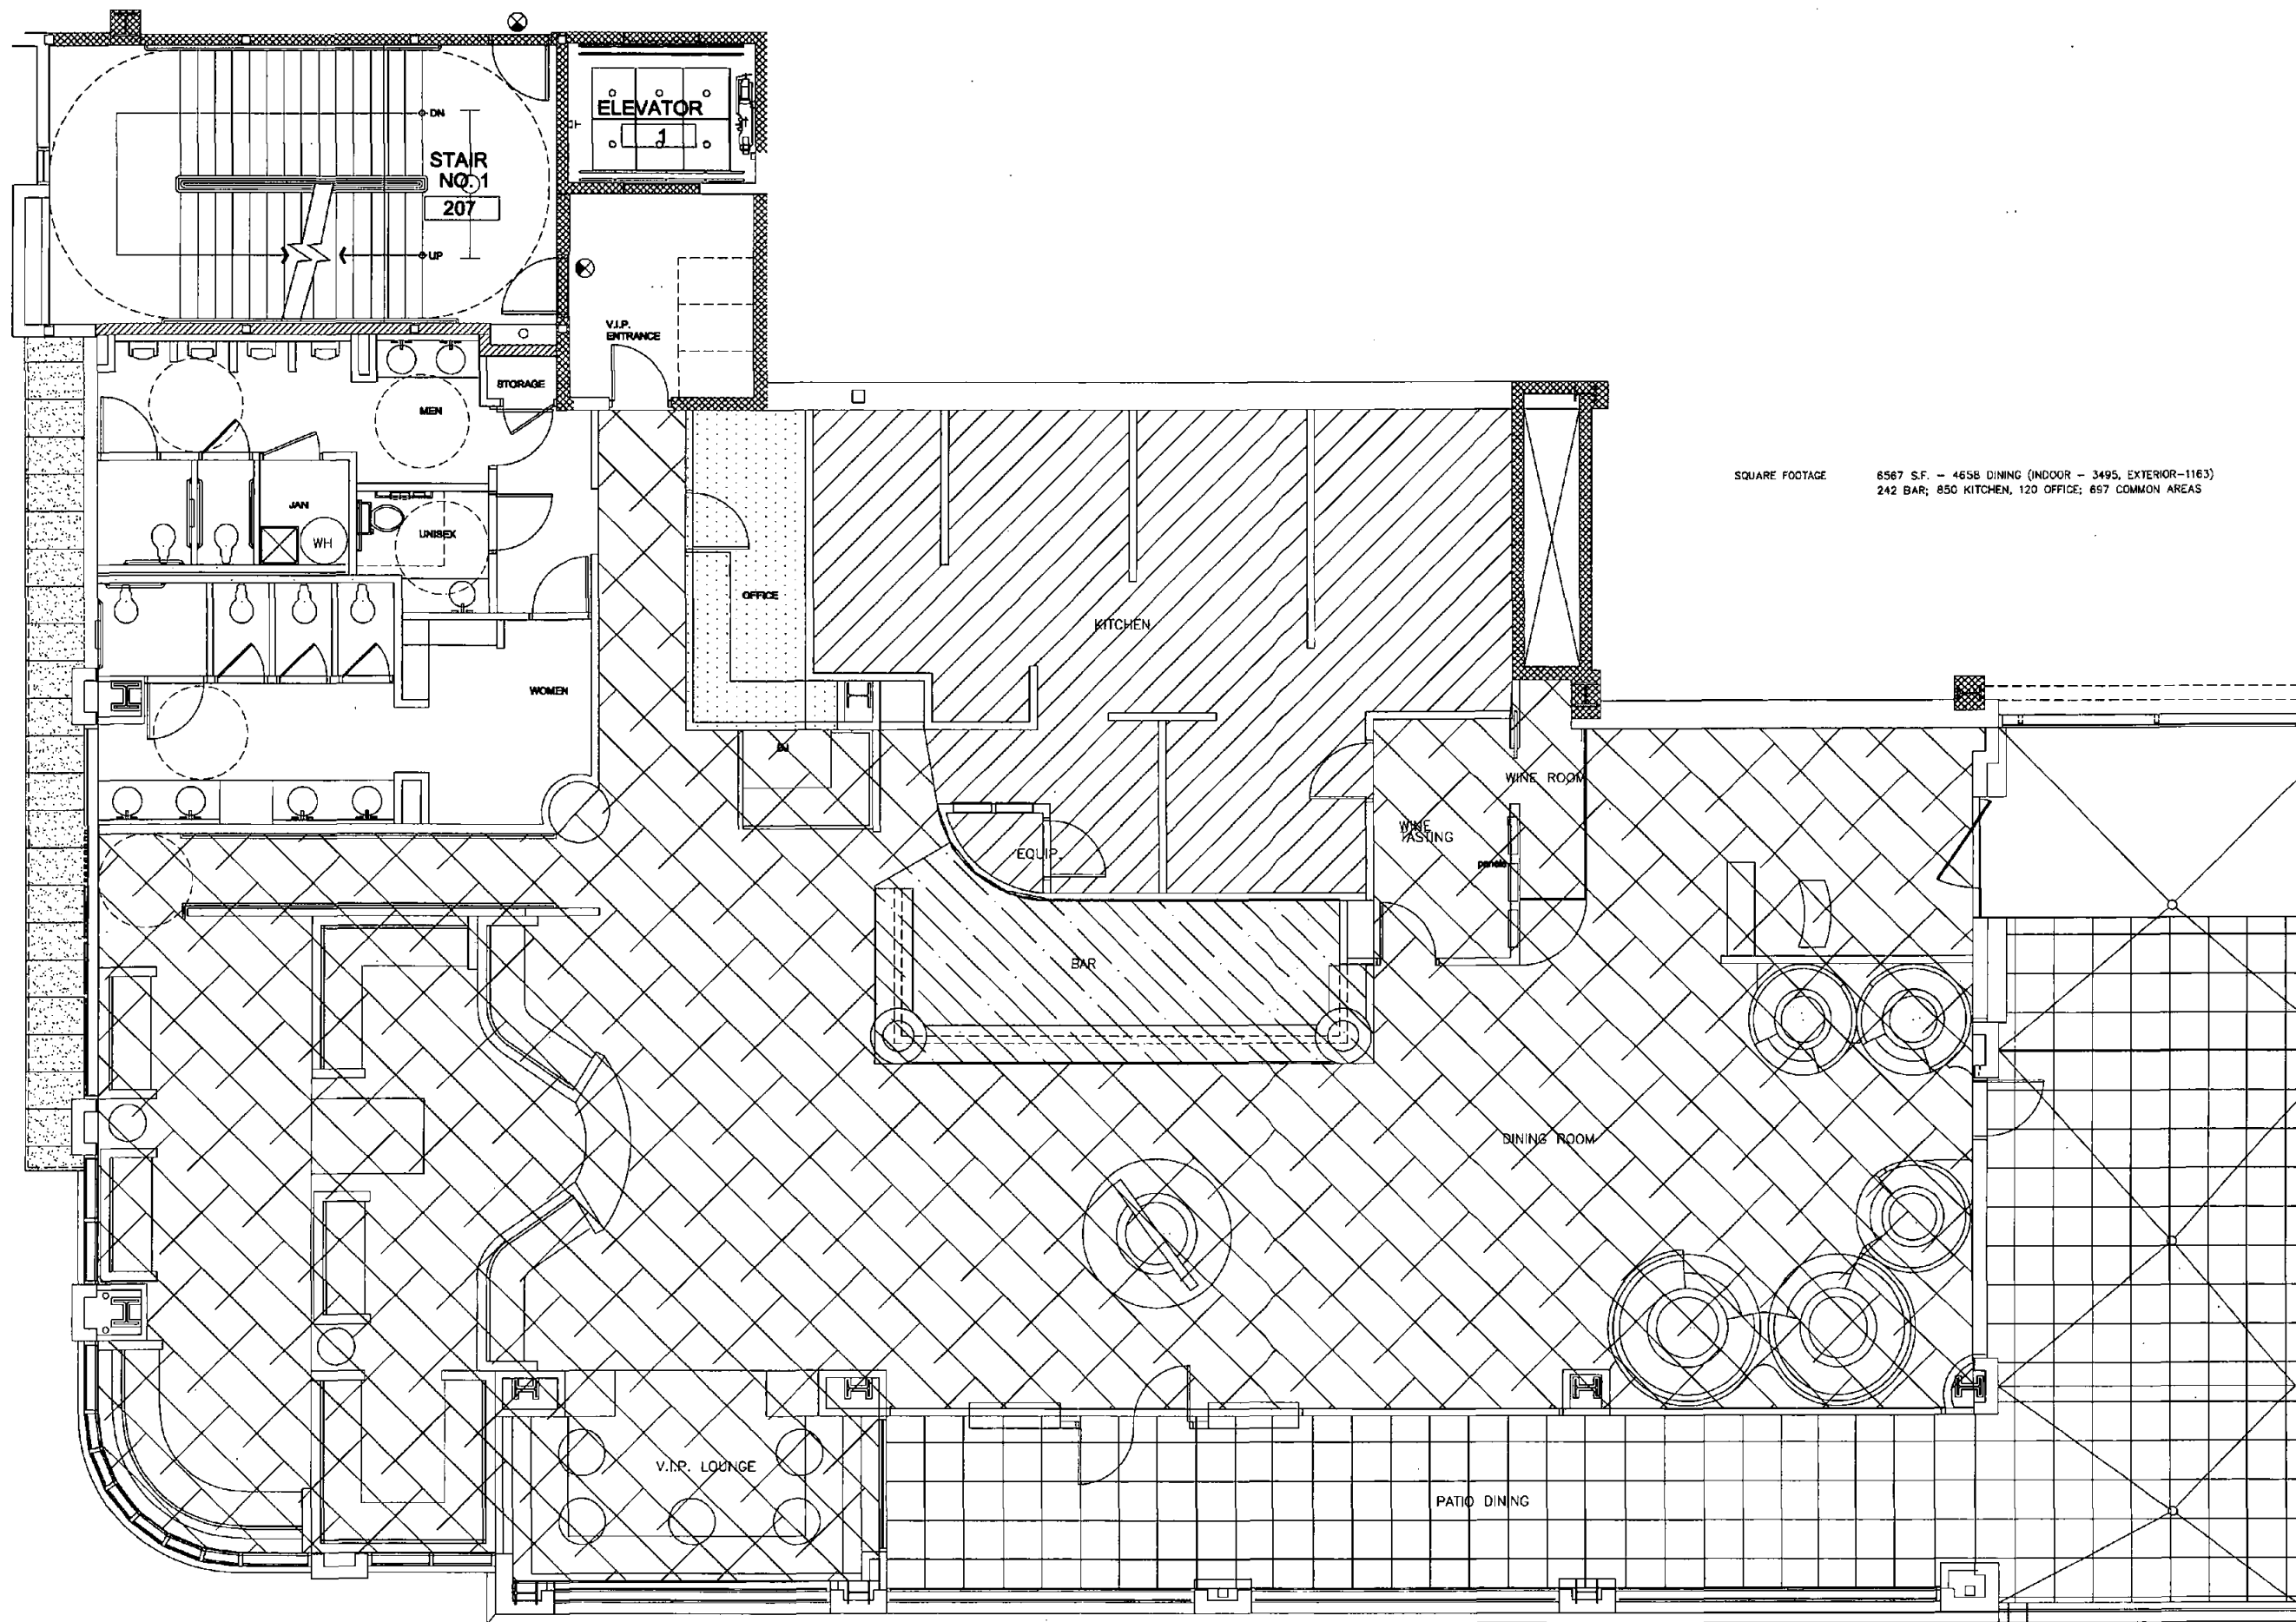 ELEVATOR
1
DN
STAIR
NO. 1
207
UP
V.I.P.
ENTRANCE
STORAGE
MEN
SQUARE FOOTAGE 6567 S.F. - 4658 DINING (INDOOR - 3495, EXTERIOR-1163)
242 BAR; 850 KITCHEN, 120 OFFICE; 697 COMMON AREAS
JAN
UNISEX
WH
OFFICE
KITCHEN
WOMEN
WINE ROOM
WINE
TASTING
EQUIP.
panels
BAR
DINING ROOM
V.I.P. LOUNGE
PATIO DINING